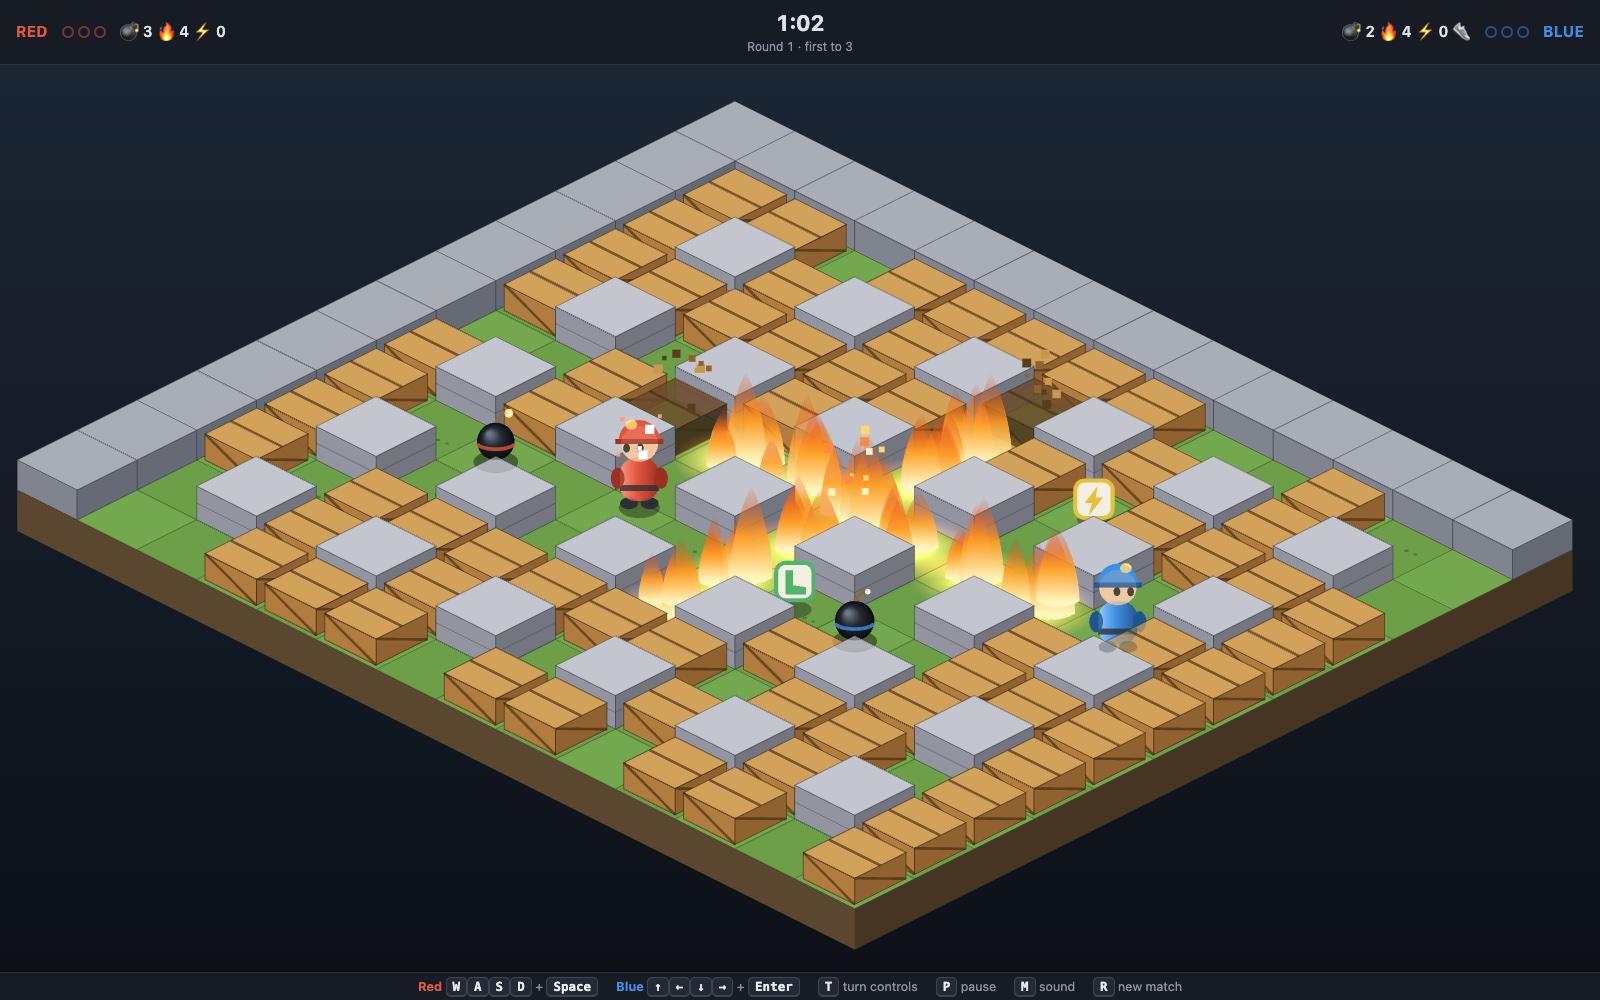 RED 3 4 0
1:02
Round 1 · first to 3
2 4 0 BLUE
L
Red W A S D + Space Blue ↑ ← ↓ → + Enter T turn controls P pause M sound R new match